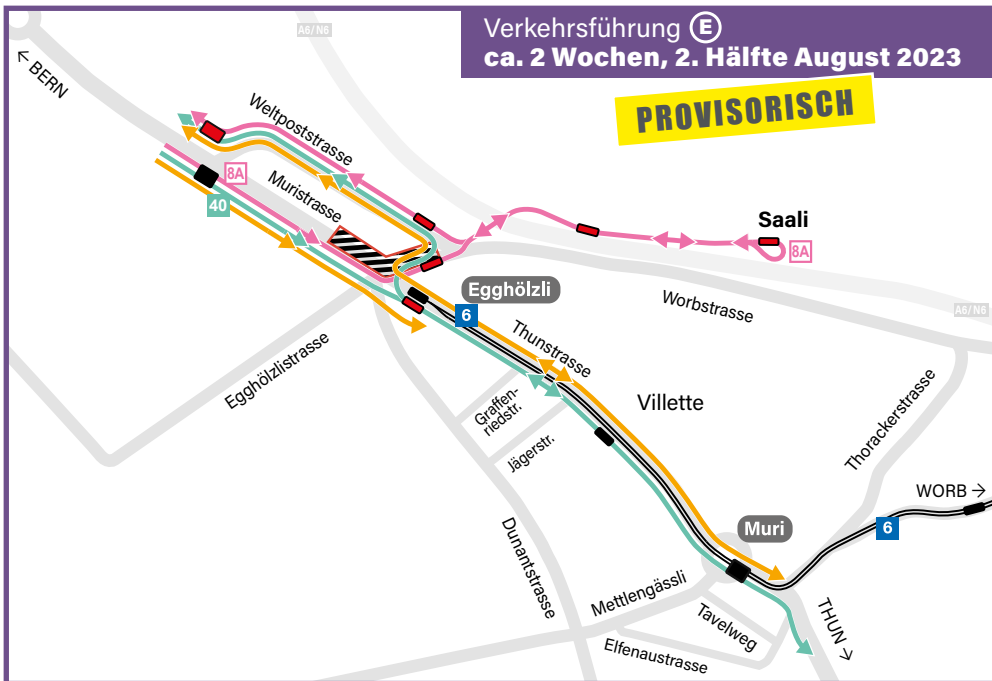 Verkehrsführung E
ca. 2 Wochen, 2. Hälfte August 2023
PROVISORISCH
A6/N6
← BERN
Weltpoststrasse
8A
Muristrasse
40
Saali
8A
Egghölzli
6
Worbstrasse
A6/N6
Thunstrasse
Egghölzlistrasse
Graffen-
riedstr.
Villette
Jägerstr.
Thorackerstrasse
WORB →
6
Muri
Dunantstrasse
Mettlengässli
Tavelweg
THUN →
Elfenaustrasse